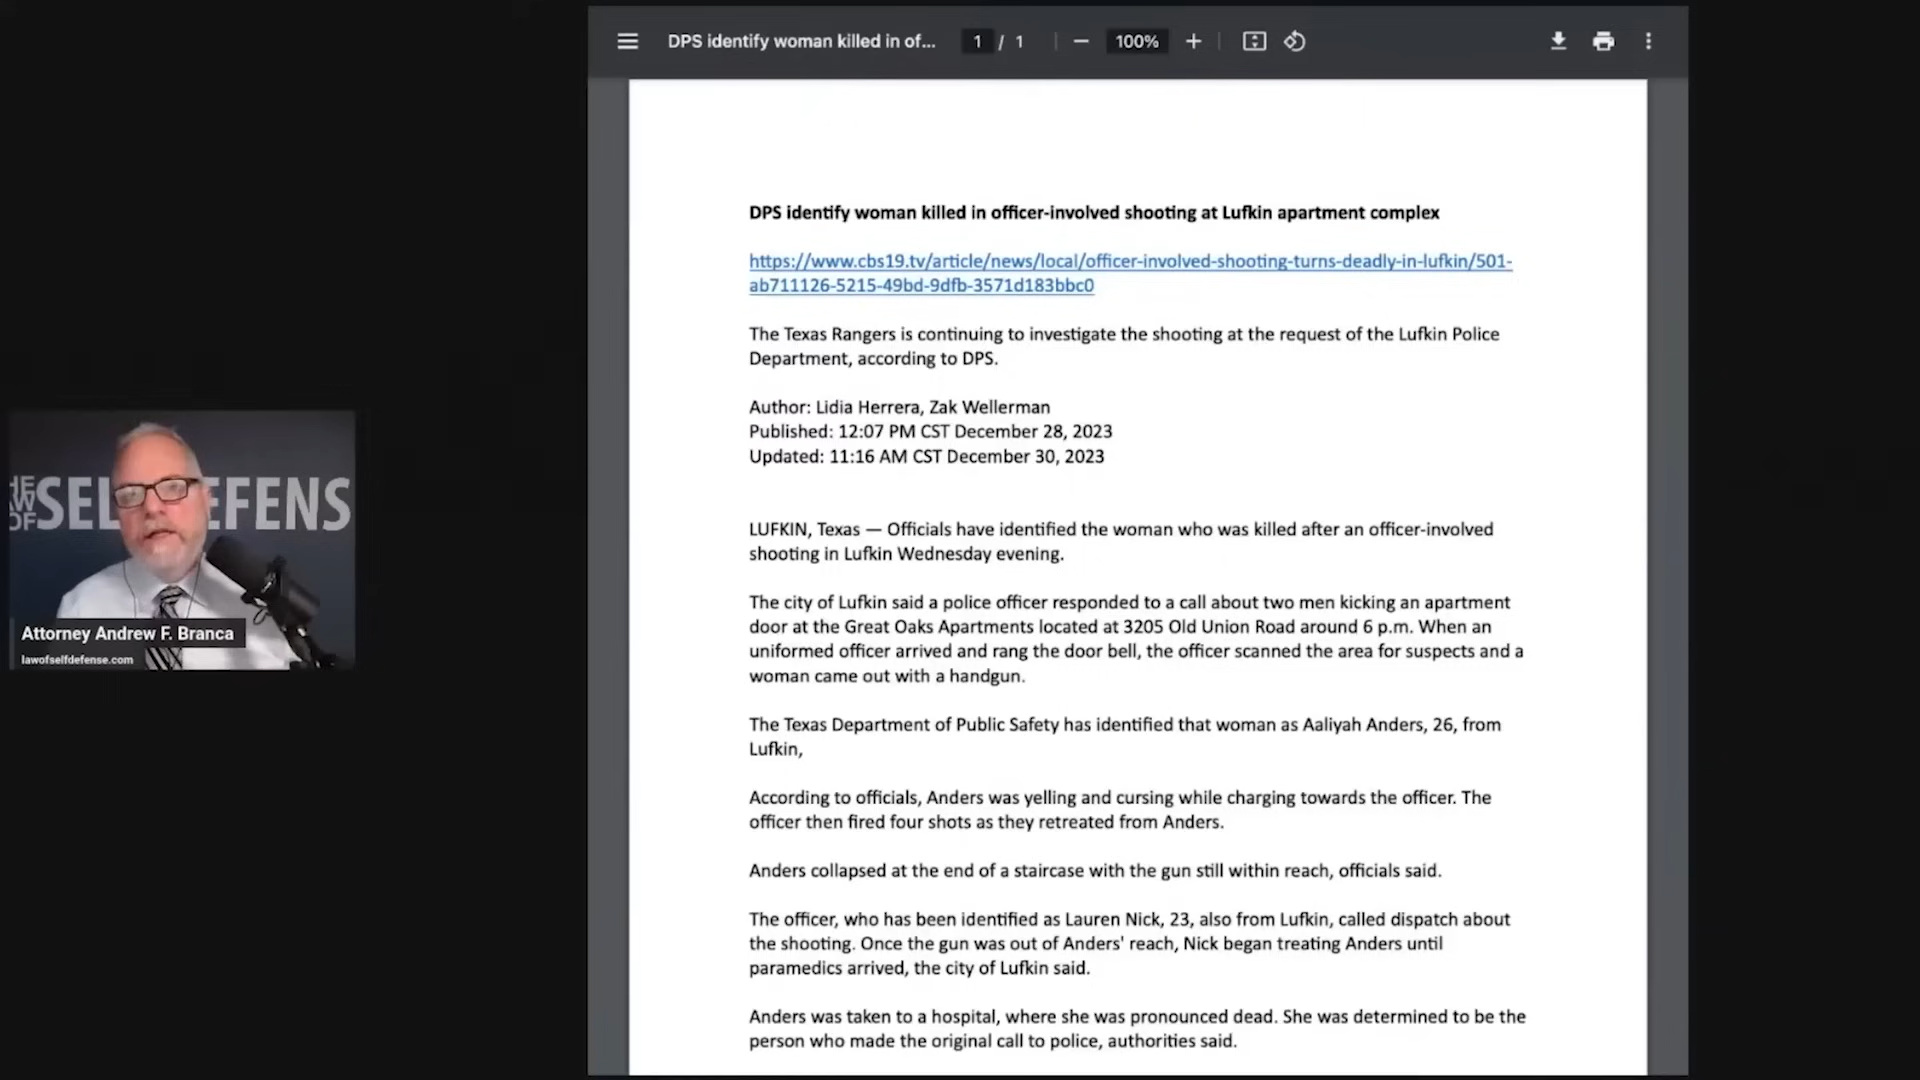 DPS identify woman killed in of...
1 / 1
100%
DPS identify woman killed in officer-involved shooting at Lufkin apartment complex
https://www.cbs19.tv/article/news/local/officer-involved-shooting-turns-deadly-in-lufkin/501-
ab711126-5215-49bd-9dfb-3571d183bbc0
The Texas Rangers is continuing to investigate the shooting at the request of the Lufkin Police
Department, according to DPS.
Author: Lidia Herrera, Zak Wellerman
Published: 12:07 PM CST December 28, 2023
Updated: 11:16 AM CST December 30, 2023
LUFKIN, Texas — Officials have identified the woman who was killed after an officer-involved
shooting in Lufkin Wednesday evening.
The city of Lufkin said a police officer responded to a call about two men kicking an apartment
door at the Great Oaks Apartments located at 3205 Old Union Road around 6 p.m. When an
uniformed officer arrived and rang the door bell, the officer scanned the area for suspects and a
woman came out with a handgun.
The Texas Department of Public Safety has identified that woman as Aaliyah Anders, 26, from
Lufkin,
According to officials, Anders was yelling and cursing while charging towards the officer. The
officer then fired four shots as they retreated from Anders.
Anders collapsed at the end of a staircase with the gun still within reach, officials said.
The officer, who has been identified as Lauren Nick, 23, also from Lufkin, called dispatch about
the shooting. Once the gun was out of Anders' reach, Nick began treating Anders until
paramedics arrived, the city of Lufkin said.
Anders was taken to a hospital, where she was pronounced dead. She was determined to be the
person who made the original call to police, authorities said.
HE
W
OF
SEL EFENS
Attorney Andrew F. Branca
lawofselfdefense.com